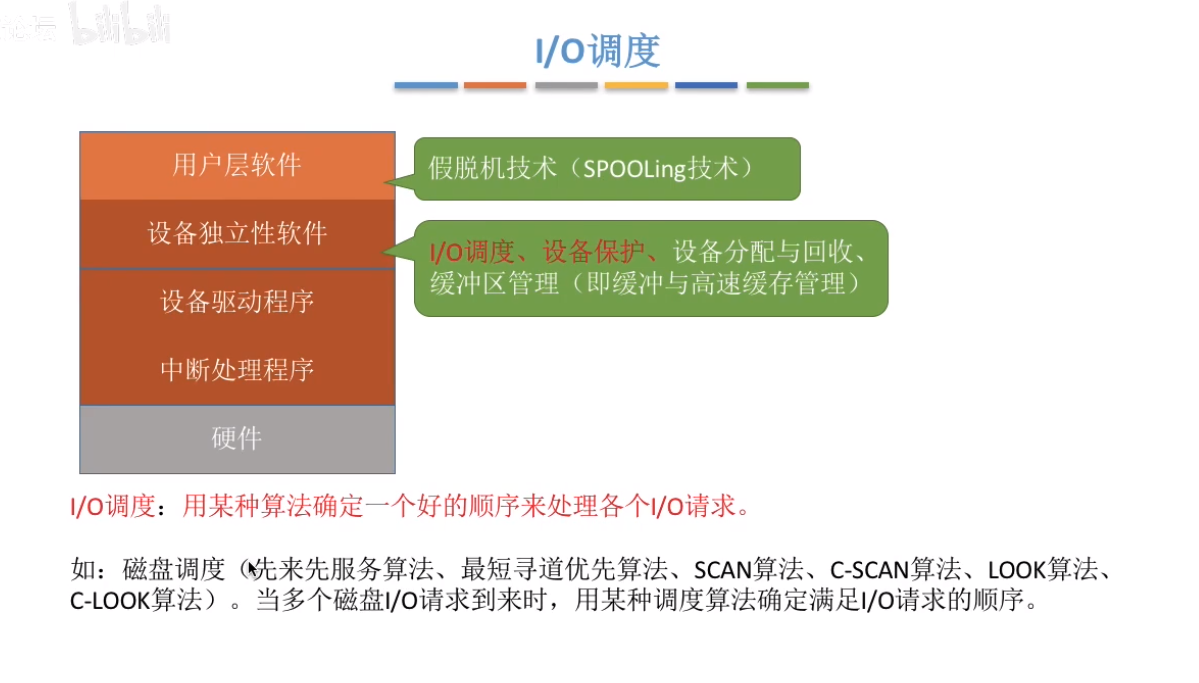 bilibili
I/O调度
用户层软件
假脱机技术（SPOOLing技术）
设备独立性软件
I/O调度、设备保护、设备分配与回收、
缓冲区管理（即缓冲与高速缓存管理）
设备驱动程序
中断处理程序
硬件
I/O调度：用某种算法确定一个好的顺序来处理各个I/O请求。
如：磁盘调度（先来先服务算法、最短寻道优先算法、SCAN算法、C-SCAN算法、LOOK算法、
C-LOOK算法）。当多个磁盘I/O请求到来时，用某种调度算法确定满足I/O请求的顺序。